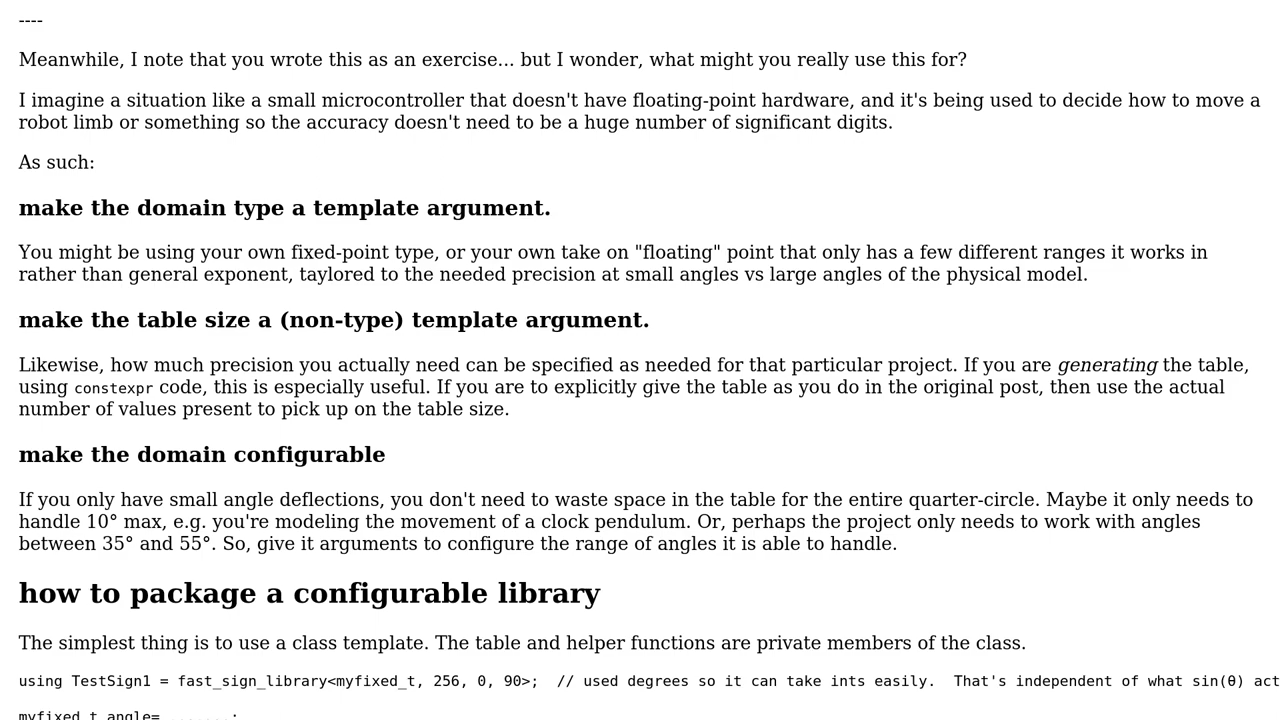 ----
Meanwhile, I note that you wrote this as an exercise... but I wonder, what might you really use this for?
I imagine a situation like a small microcontroller that doesn't have floating-point hardware, and it's being used to decide how to move a
robot limb or something so the accuracy doesn't need to be a huge number of significant digits.
As such:
make the domain type a template argument.
You might be using your own fixed-point type, or your own take on "floating" point that only has a few different ranges it works in
rather than general exponent, taylored to the needed precision at small angles vs large angles of the physical model.
make the table size a (non-type) template argument.
Likewise, how much precision you actually need can be specified as needed for that particular project. If you are generating the table,
using constexpr code, this is especially useful. If you are to explicitly give the table as you do in the original post, then use the actual
number of values present to pick up on the table size.
make the domain configurable
If you only have small angle deflections, you don't need to waste space in the table for the entire quarter-circle. Maybe it only needs to
handle 10° max, e.g. you're modeling the movement of a clock pendulum. Or, perhaps the project only needs to work with angles
between 35° and 55°. So, give it arguments to configure the range of angles it is able to handle.
how to package a configurable library
The simplest thing is to use a class template. The table and helper functions are private members of the class.
using TestSign1 = fast_sign_library<myfixed_t, 256, 0, 90>;  // used degrees so it can take ints easily.  That's independent of what sin(θ) act
myfixed_t angle=